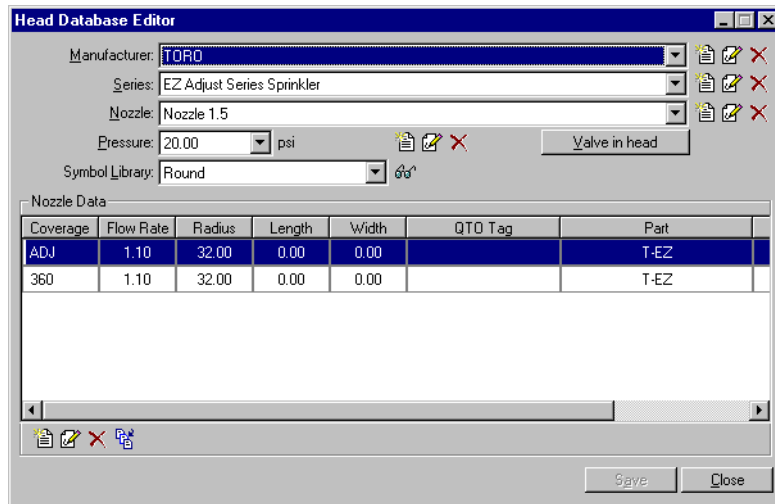 Head Database Editor
Manufacturer: TORO
Series: EZ Adjust Series Sprinkler
Nozzle: Nozzle 1.5
Pressure: 20.00 psi Valve in head
Symbol Library: Round
Nozzle Data
Coverage Flow Rate Radius Length Width QTO Tag Part
ADJ 1.10 32.00 0.00 0.00 T-EZ
360 1.10 32.00 0.00 0.00 T-EZ
Save Close